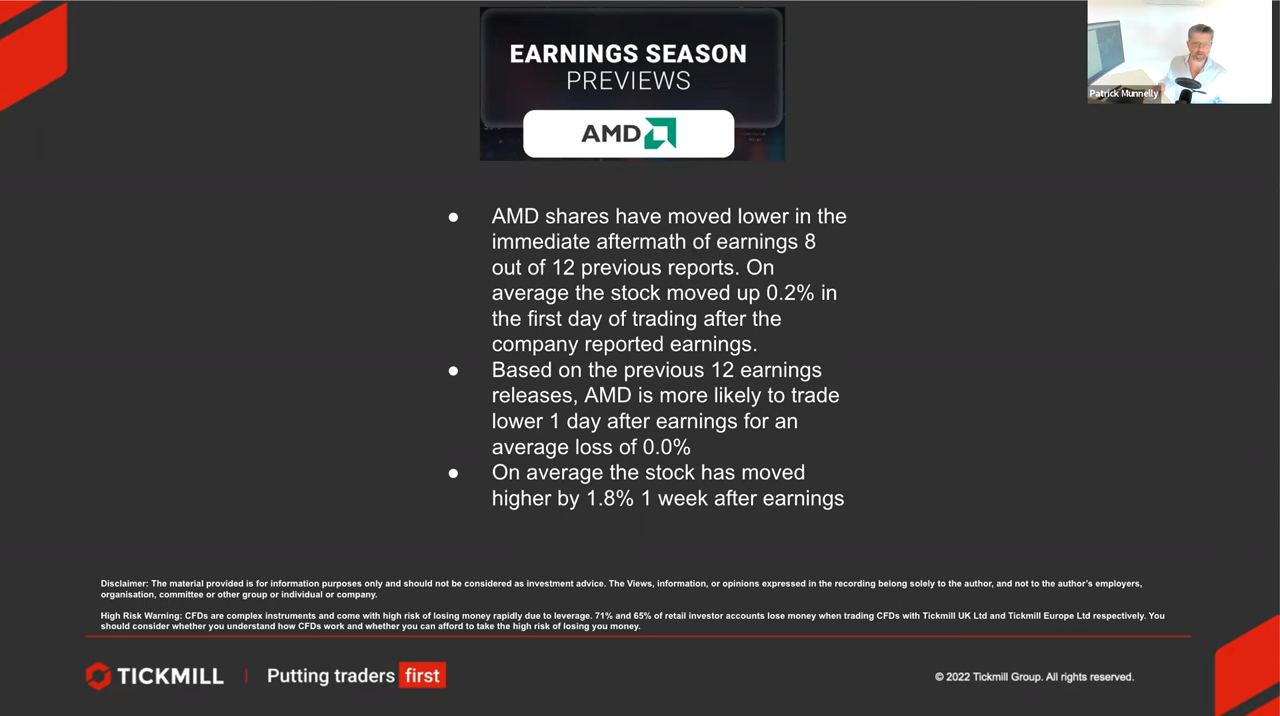 EARNINGS SEASON
PREVIEWS
AMD
Patrick Munnelly
● AMD shares have moved lower in the
immediate aftermath of earnings 8
out of 12 previous reports. On
average the stock moved up 0.2% in
the first day of trading after the
company reported earnings.
● Based on the previous 12 earnings
releases, AMD is more likely to trade
lower 1 day after earnings for an
average loss of 0.0%
● On average the stock has moved
higher by 1.8% 1 week after earnings
Disclaimer: The material provided is for information purposes only and should not be considered as investment advice. The Views, information, or opinions expressed in the recording belong solely to the author, and not to the author's employers,
organisation, committee or other group or individual or company.
High Risk Warning: CFDs are complex instruments and come with high risk of losing money rapidly due to leverage. 71% and 65% of retail investor accounts lose money when trading CFDs with Tickmill UK Ltd and Tickmill Europe Ltd respectively. You
should consider whether you understand how CFDs work and whether you can afford to take the high risk of losing you money.
TICKMILL | Putting traders first
© 2022 Tickmill Group. All rights reserved.